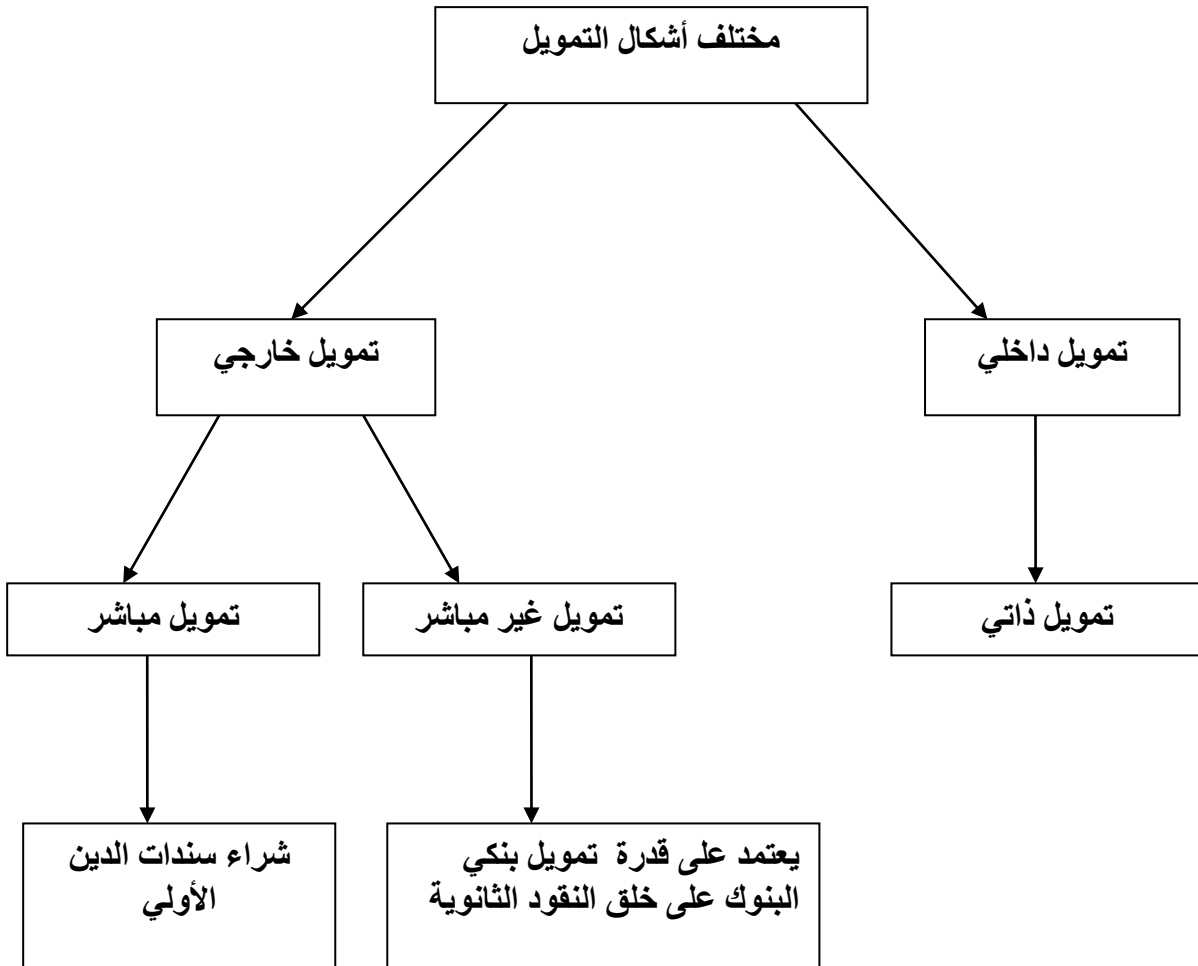 مختلف أشكال التمويل
تمويل داخلي
تمويل خارجي
تمويل ذاتي
تمويل غير مباشر
تمويل مباشر
يعتمد على قدرة تمويل بنكي
البنوك على خلق النقود الثانوية
شراء سندات الدين
الأولي